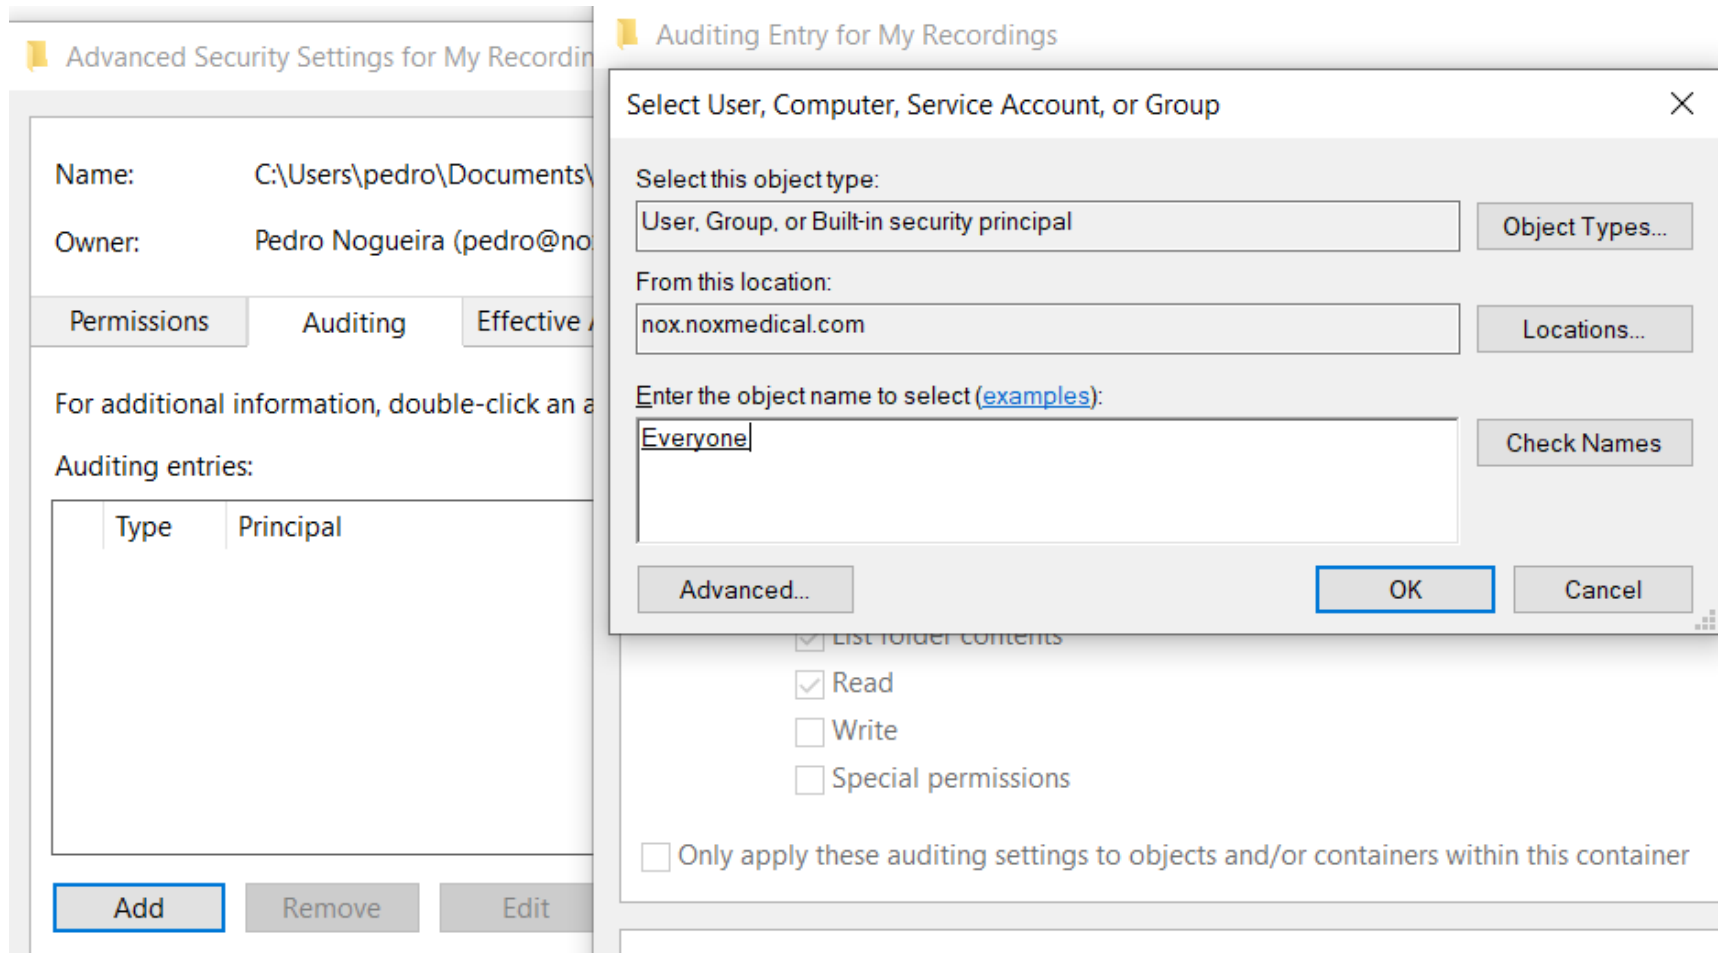 Advanced Security Settings for My Recordin
Name: C:\Users\pedro\Documents\
Owner: Pedro Nogueira (pedro@no
Permissions Auditing Effective
For additional information, double-click an a
Auditing entries:
Type Principal
Add Remove Edit
Auditing Entry for My Recordings
Select User, Computer, Service Account, or Group
Select this object type:
User, Group, or Built-in security principal
Object Types...
From this location:
nox.noxmedical.com
Locations...
Enter the object name to select (examples):
Everyone
Check Names
Advanced... OK Cancel
List folder contents
Read
Write
Special permissions
Only apply these auditing settings to objects and/or containers within this container